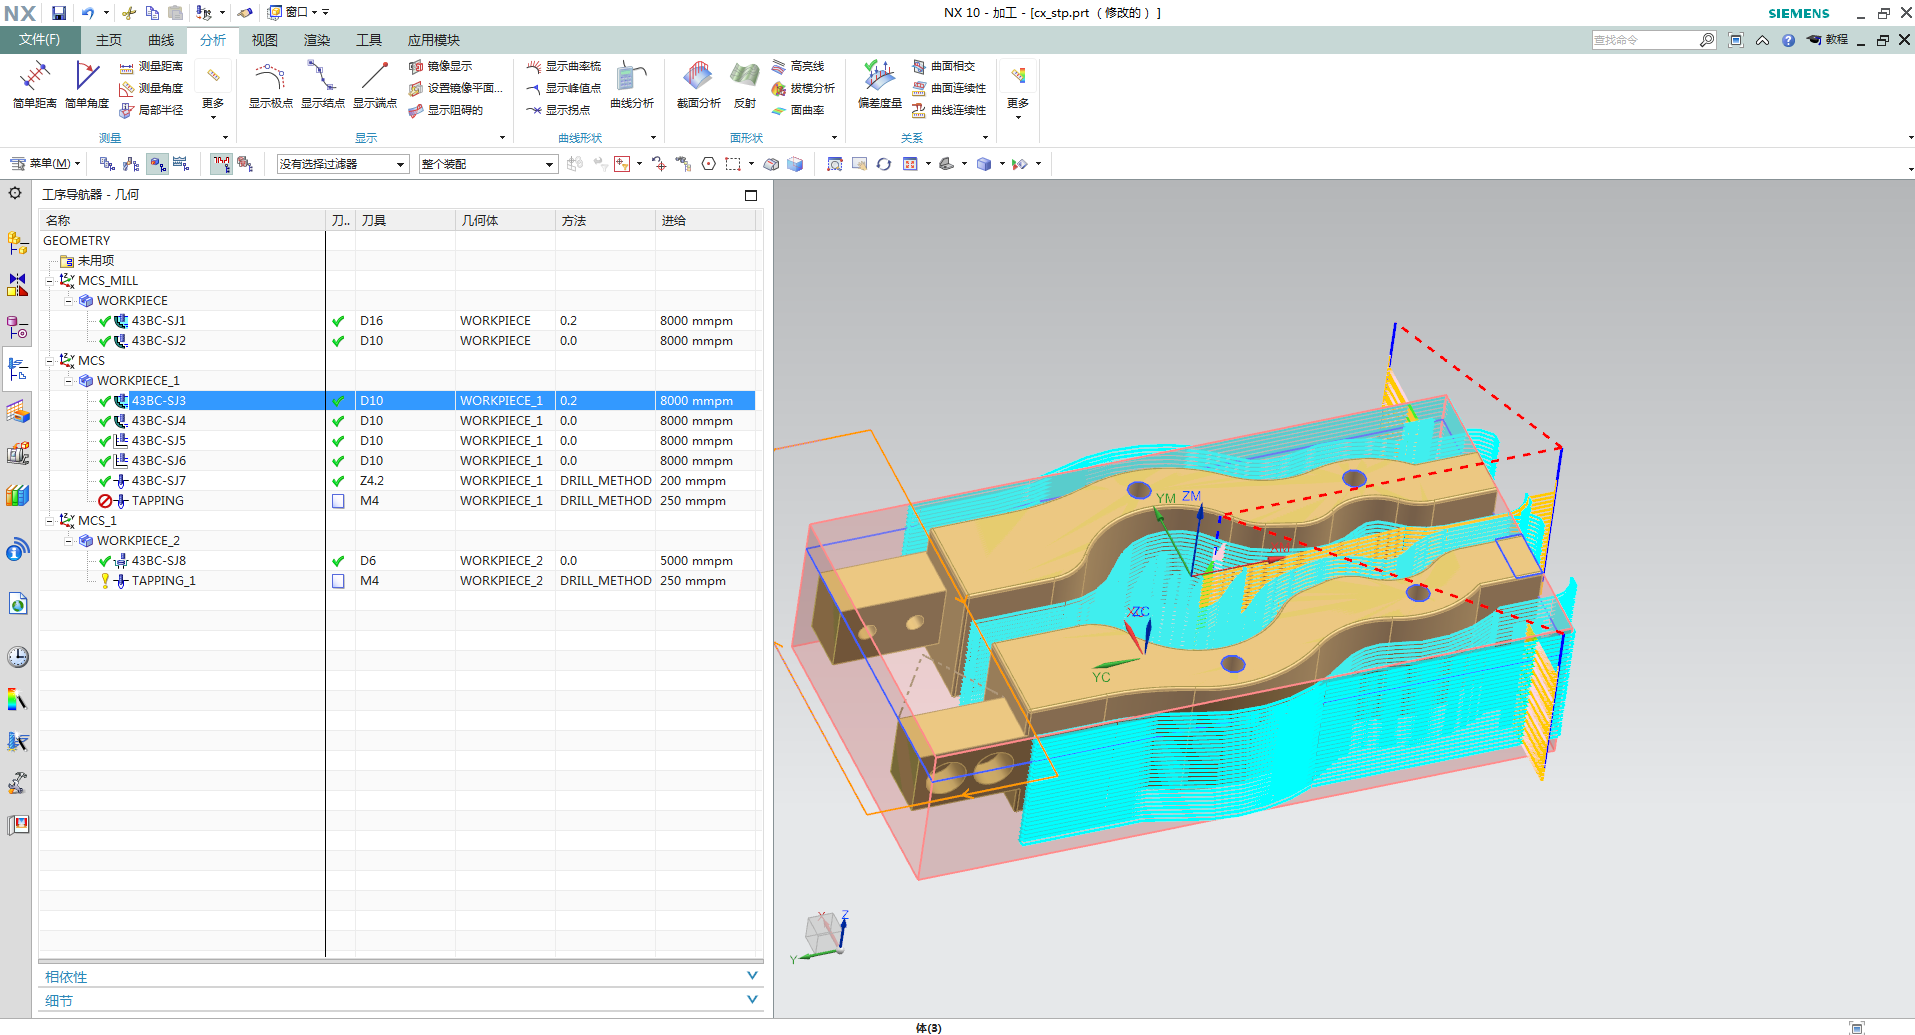 NX 窗口 NX 10 - 加工 - [cx_stp.prt （修改的） ] SIEMENS
文件(F) 主页 曲线 分析 视图 渲染 工具 应用模块 查找命令 教程
简单距离 简单角度 测量距离 测量角度 局部半径 更多 测量
显示极点 显示结点 显示端点 镜像显示 设置镜像平面... 显示阻碍的 显示
显示曲率梳 显示峰值点 显示拐点 曲线分析 曲线形状
截面分析 反射 高亮线 拔模分析 面曲率 面形状
偏差度量 曲面相交 曲面连续性 曲线连续性 关系
更多
菜单(M) 没有选择过滤器 整个装配
工序导航器 - 几何
名称 刀.. 刀具 几何体 方法 进给
GEOMETRY
未用项
MCS_MILL
WORKPIECE
43BC-SJ1 D16 WORKPIECE 0.2 8000 mmpm
43BC-SJ2 D10 WORKPIECE 0.0 8000 mmpm
MCS
WORKPIECE_1
43BC-SJ3 D10 WORKPIECE_1 0.2 8000 mmpm
43BC-SJ4 D10 WORKPIECE_1 0.0 8000 mmpm
43BC-SJ5 D10 WORKPIECE_1 0.0 8000 mmpm
43BC-SJ6 D10 WORKPIECE_1 0.0 8000 mmpm
43BC-SJ7 Z4.2 WORKPIECE_1 DRILL_METHOD 200 mmpm
TAPPING M4 WORKPIECE_1 DRILL_METHOD 250 mmpm
MCS_1
WORKPIECE_2
43BC-SJ8 D6 WORKPIECE_2 0.0 5000 mmpm
TAPPING_1 M4 WORKPIECE_2 DRILL_METHOD 250 mmpm
YM ZM
XM
XC ZC
YC
X Z
Y
相依性
细节
体(3)